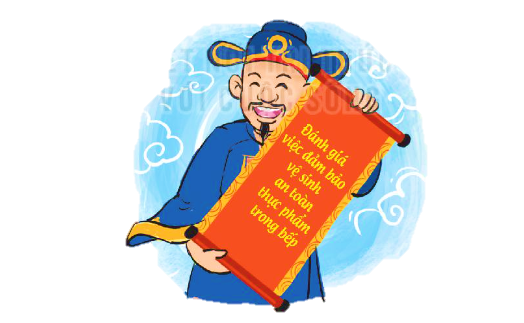 Đánh giá
việc đảm bảo
vệ sinh
an toàn
thực phẩm
trong bếp